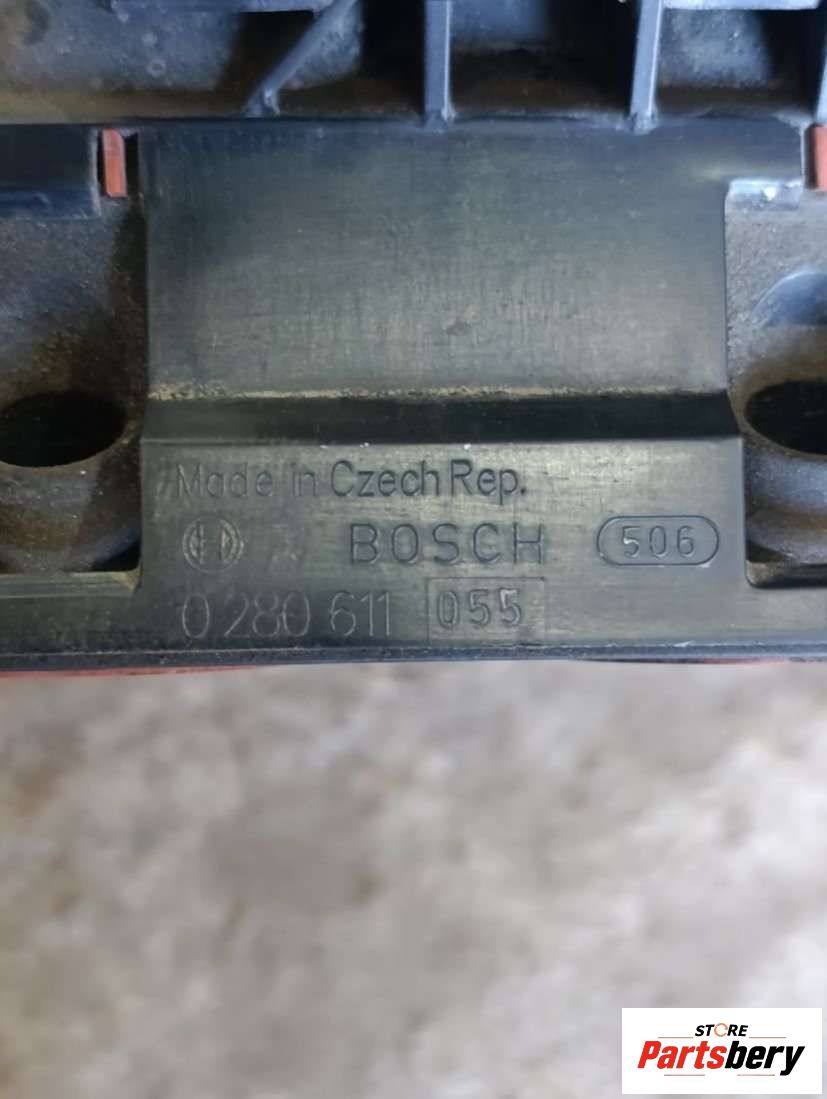 Made in Czech Rep.
BOSCH 506
0 280 611 055
STORE
Partsbery